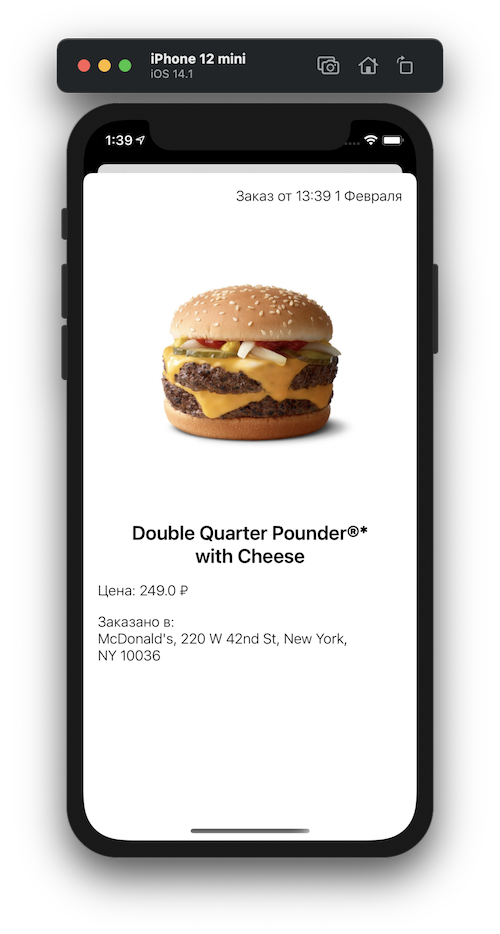 iPhone 12 mini
iOS 14.1
1:39
Заказ от 13:39 1 Февраля
Double Quarter Pounder®*
with Cheese
Цена: 249.0 ₽
Заказано в:
McDonald's, 220 W 42nd St, New York,
NY 10036